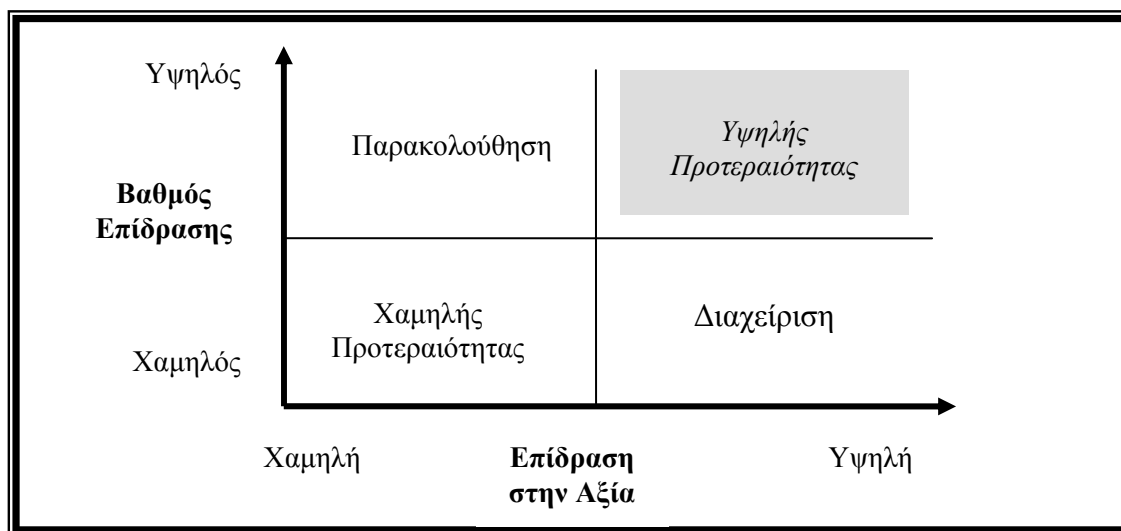 Υψηλός
Παρακολούθηση
Υψηλής
Προτεραιότητας
Βαθμός
Επίδρασης
Χαμηλής
Προτεραιότητας
Διαχείριση
Χαμηλός
Χαμηλή
Επίδραση
στην Αξία
Υψηλή